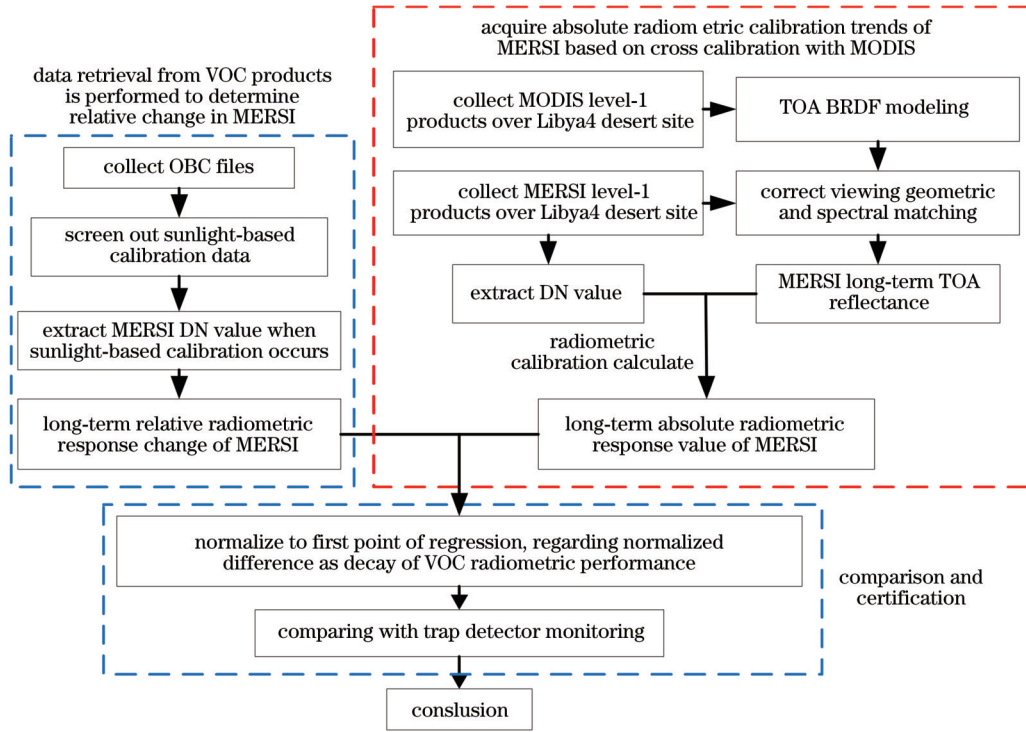 data retrieval from VOC products
is performed to determine
relative change in MERSI
collect OBC files
screen out sunlight-based
calibration data
extract MERSI DN value when
sunlight-based calibration occurs
long-term relative radiometric
response change of MERSI
acquire absolute radiom etric calibration trends of
MERSI based on cross calibration with MODIS
collect MODIS level-1
products over Libya4 desert site
TOA BRDF modeling
collect MERSI level-1
products over Libya4 desert site
correct viewing geometric
and spectral matching
extract DN value
MERSI long-term TOA
reflectance
radiometric
calibration calculate
long-term absolute radiometric
response value of MERSI
normalize to first point of regression, regarding normalized
difference as decay of VOC radiometric performance
comparing with trap detector monitoring
comparison and
certification
conslusion